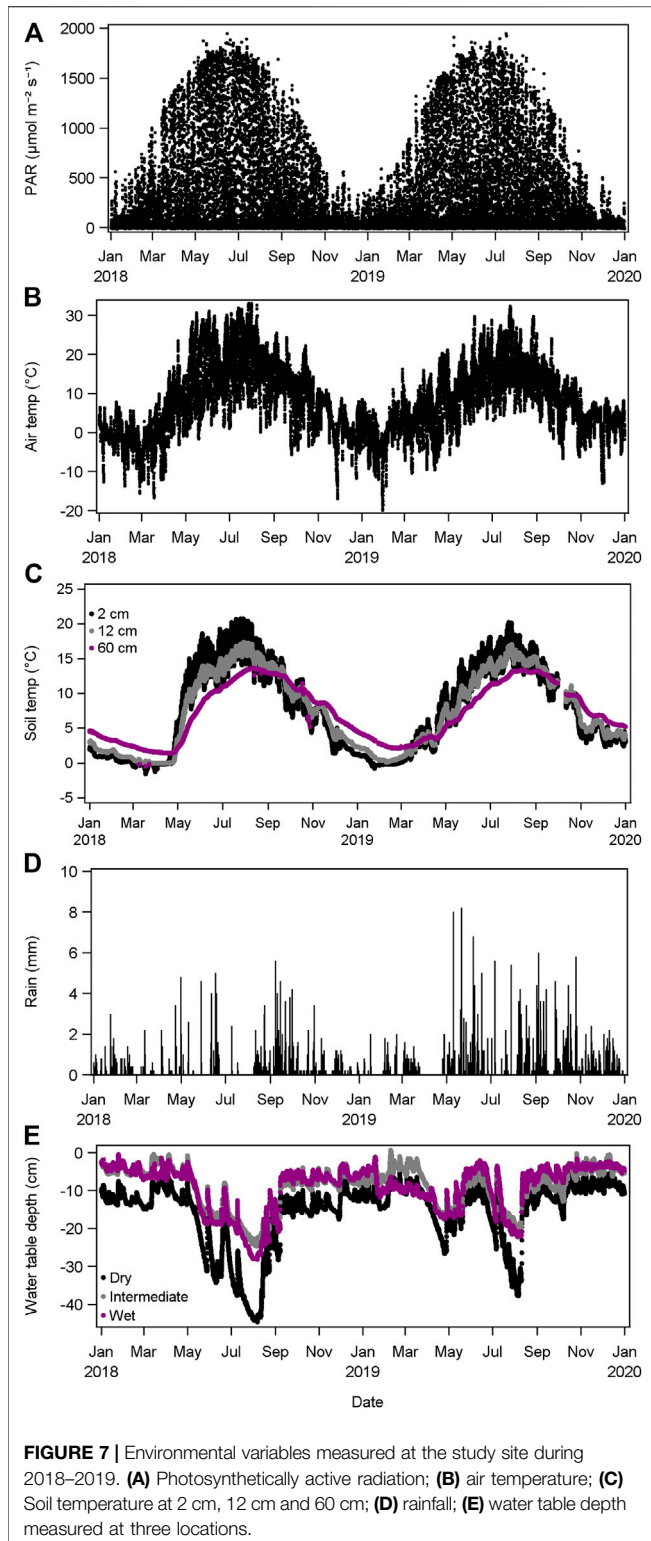 A
2000
1500
1000
500
0
PAR (µmol m⁻² s⁻¹)
Jan Mar May Jul Sep Nov Jan Mar May Jul Sep Nov Jan
2018 2019 2020
B
30
20
10
0
-10
-20
Air temp (°C)
Jan Mar May Jul Sep Nov Jan Mar May Jul Sep Nov Jan
2018 2019 2020
C
25
20
15
10
5
0
-5
Soil temp (°C)
2 cm
12 cm
60 cm
Jan Mar May Jul Sep Nov Jan Mar May Jul Sep Nov Jan
2018 2019 2020
D
10
8
6
4
2
0
Rain (mm)
Jan Mar May Jul Sep Nov Jan Mar May Jul Sep Nov Jan
2018 2019 2020
E
0
-10
-20
-30
-40
Water table depth (cm)
Dry
Intermediate
Wet
Jan Mar May Jul Sep Nov Jan Mar May Jul Sep Nov Jan
2018 2019 2020
Date
FIGURE 7 | Environmental variables measured at the study site during
2018–2019. (A) Photosynthetically active radiation; (B) air temperature; (C)
Soil temperature at 2 cm, 12 cm and 60 cm; (D) rainfall; (E) water table depth
measured at three locations.